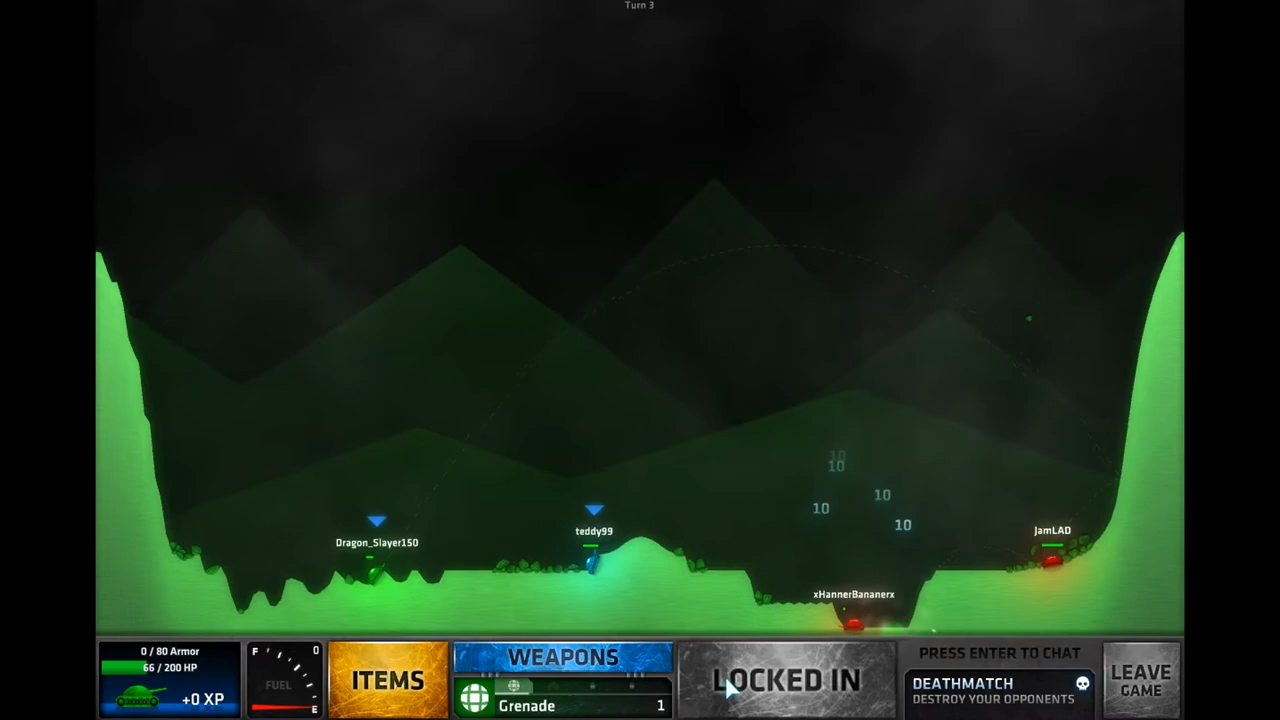 Turn 3
10
10
10
10
10
teddy99
JamLAD
Dragon_Slayer150
xHannerBananerx
0 / 80 Armor
66 / 200 HP
+0 XP
F
0
FUEL
E
ITEMS
WEAPONS
Grenade
1
LOCKED IN
PRESS ENTER TO CHAT
DEATHMATCH
DESTROY YOUR OPPONENTS
LEAVE
GAME